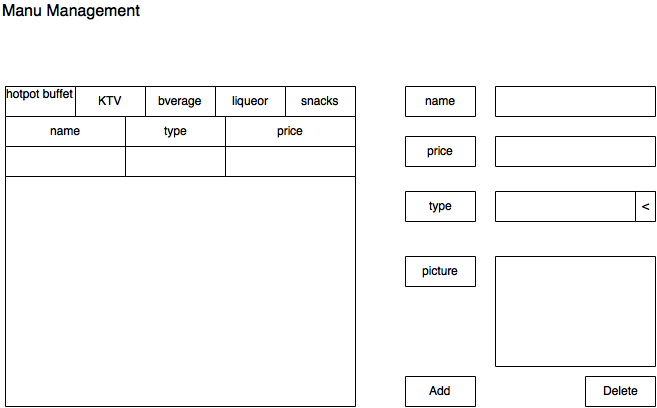 Manu Management
hotpot buffet KTV bverage liqueor snacks
name type price
name
price
type <
picture
Add Delete